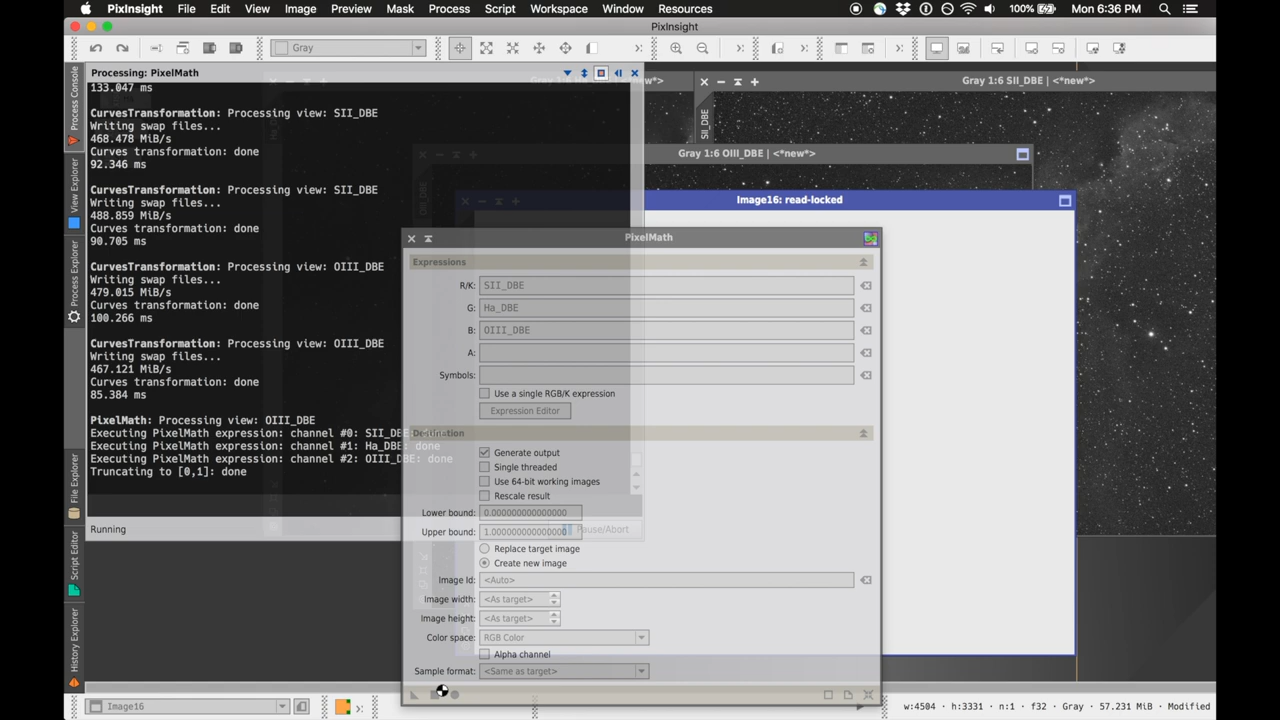 PixInsight File Edit View Image Preview Mask Process Script Workspace Window Resources 100% Mon 6:36 PM
PixInsight
Gray
Process Console
View Explorer
Process Explorer
File Explorer
Script Editor
History Explorer
Processing: PixelMath
133.047 ms
CurvesTransformation: Processing view: SII_DBE
Writing swap files...
468.478 MiB/s
Curves transformation: done
92.346 ms
CurvesTransformation: Processing view: SII_DBE
Writing swap files...
488.859 MiB/s
Curves transformation: done
90.705 ms
CurvesTransformation: Processing view: OIII_DBE
Writing swap files...
479.015 MiB/s
Curves transformation: done
100.266 ms
CurvesTransformation: Processing view: OIII_DBE
Writing swap files...
467.121 MiB/s
Curves transformation: done
85.384 ms
PixelMath: Processing view: OIII_DBE
Executing PixelMath expression: channel #0: SII_DBE: done
Executing PixelMath expression: channel #1: Ha_DBE: done
Executing PixelMath expression: channel #2: OIII_DBE: done
Truncating to [0,1]: done
Running
Pause/Abort
Gray 1:6 SII_DBE | <*new*>
SII_DBE
Gray 1:6 OIII_DBE | <*new*>
Image16: read-locked
PixelMath
Expressions
R/K: SII_DBE
G: Ha_DBE
B: OIII_DBE
A:
Symbols:
Use a single RGB/K expression
Expression Editor
Destination
Generate output
Single threaded
Use 64-bit working images
Rescale result
Lower bound: 0.000000000000000
Upper bound: 1.000000000000000
Replace target image
Create new image
Image Id: <Auto>
Image width: <As target>
Image height: <As target>
Color space: RGB Color
Alpha channel
Sample format: <Same as target>
Image16
w:4504 · h:3331 · n:1 · f32 · Gray · 57.231 MiB · Modified